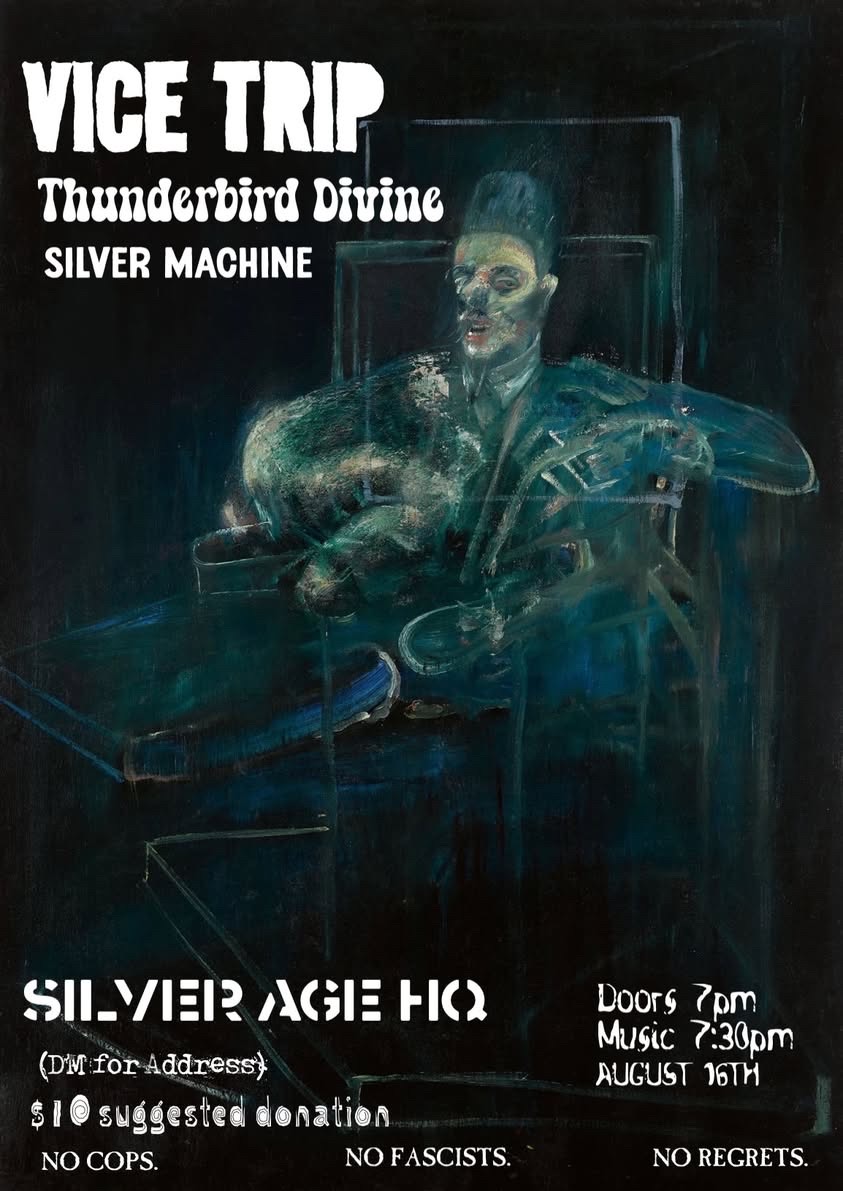 VICE TRIP
Thunderbird Divine
SILVER MACHINE
SILVER AGE HQ
(DM for Address)
$10 suggested donation
Doors 7pm
Music 7:30pm
AUGUST 16TH
NO COPS.
NO FASCISTS.
NO REGRETS.